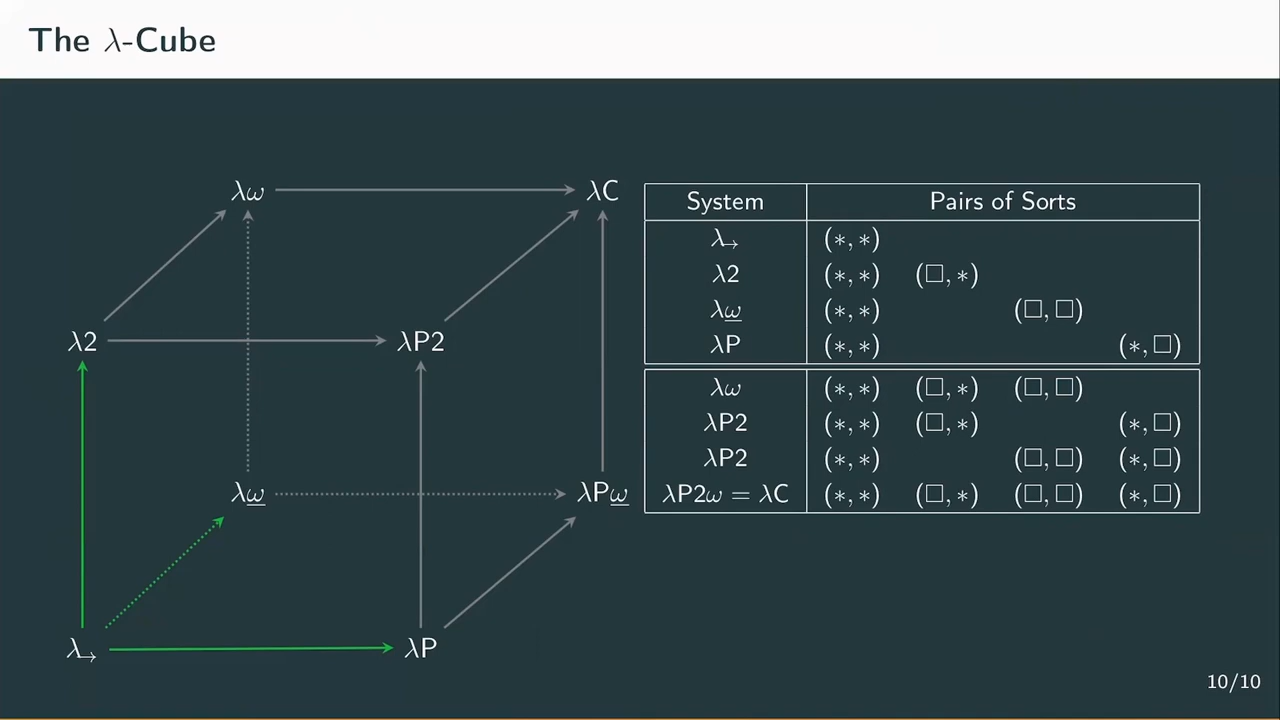 The λ-Cube
λω
λC
λ2
λP2
λω̲
λPω̲
λ→
λP
System Pairs of Sorts
λ→ (∗, ∗)
λ2 (∗, ∗) (□, ∗)
λω̲ (∗, ∗) (□, □)
λP (∗, ∗) (∗, □)
λω (∗, ∗) (□, ∗) (□, □)
λP2 (∗, ∗) (□, ∗) (∗, □)
λP2 (∗, ∗) (□, □) (∗, □)
λP2ω = λC (∗, ∗) (□, ∗) (□, □) (∗, □)
10/10